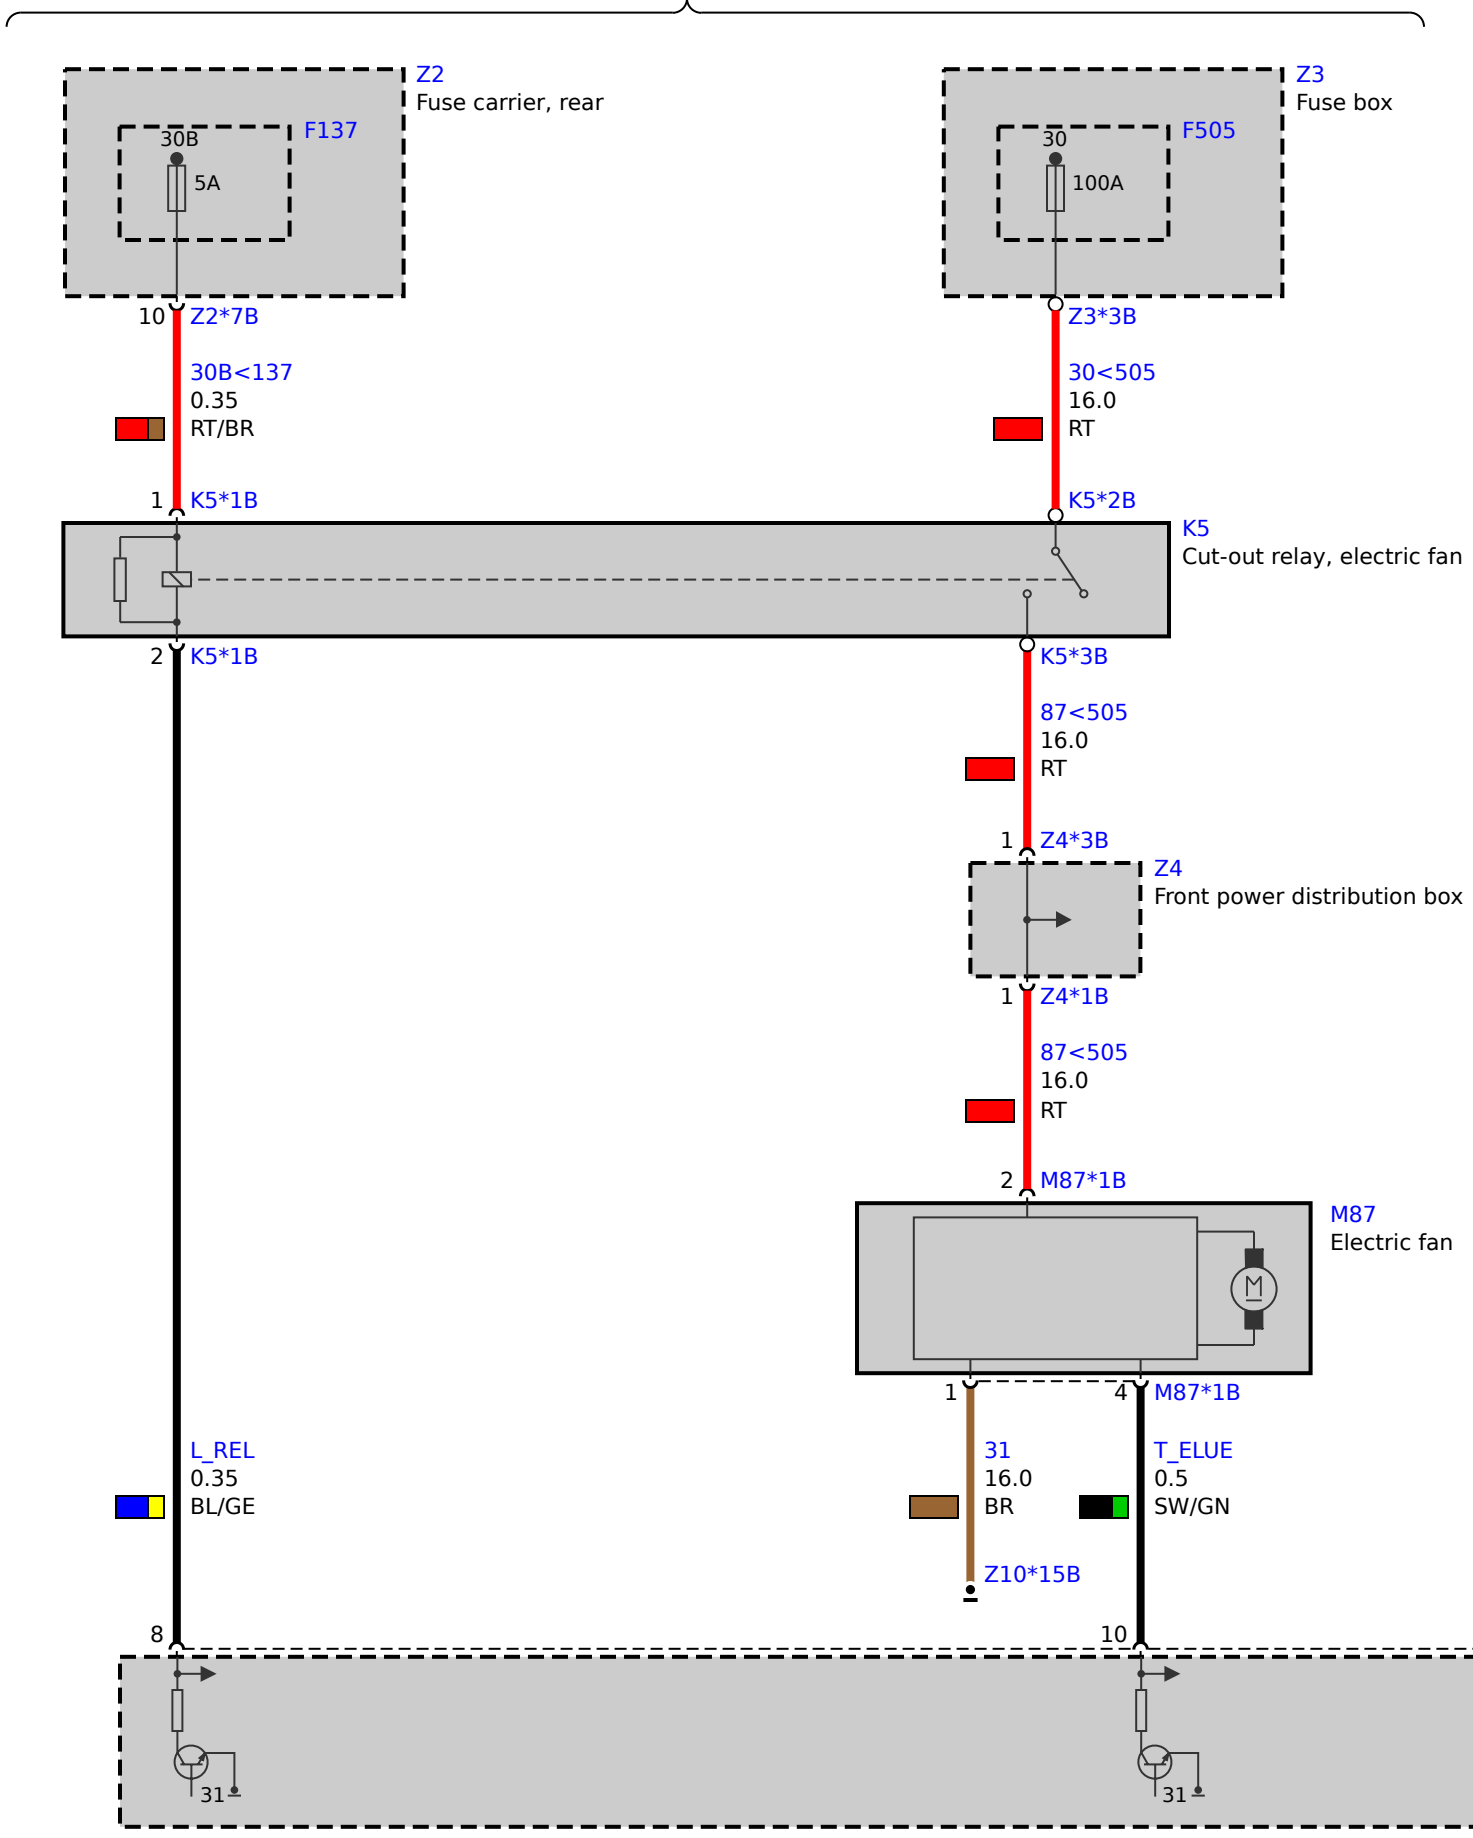 Z2
Fuse carrier, rear
F137
30B
5A
Z3
Fuse box
F505
30
100A
10 Z2*7B
Z3*3B
30B<137
0.35
RT/BR
30<505
16.0
RT
1 K5*1B
K5*2B
K5
Cut-out relay, electric fan
2 K5*1B
K5*3B
87<505
16.0
RT
1 Z4*3B
Z4
Front power distribution box
1 Z4*1B
87<505
16.0
RT
2 M87*1B
M87
Electric fan
M
1
4 M87*1B
L_REL
0.35
BL/GE
31
16.0
BR
T_ELUE
0.5
SW/GN
Z10*15B
8
10
31
31